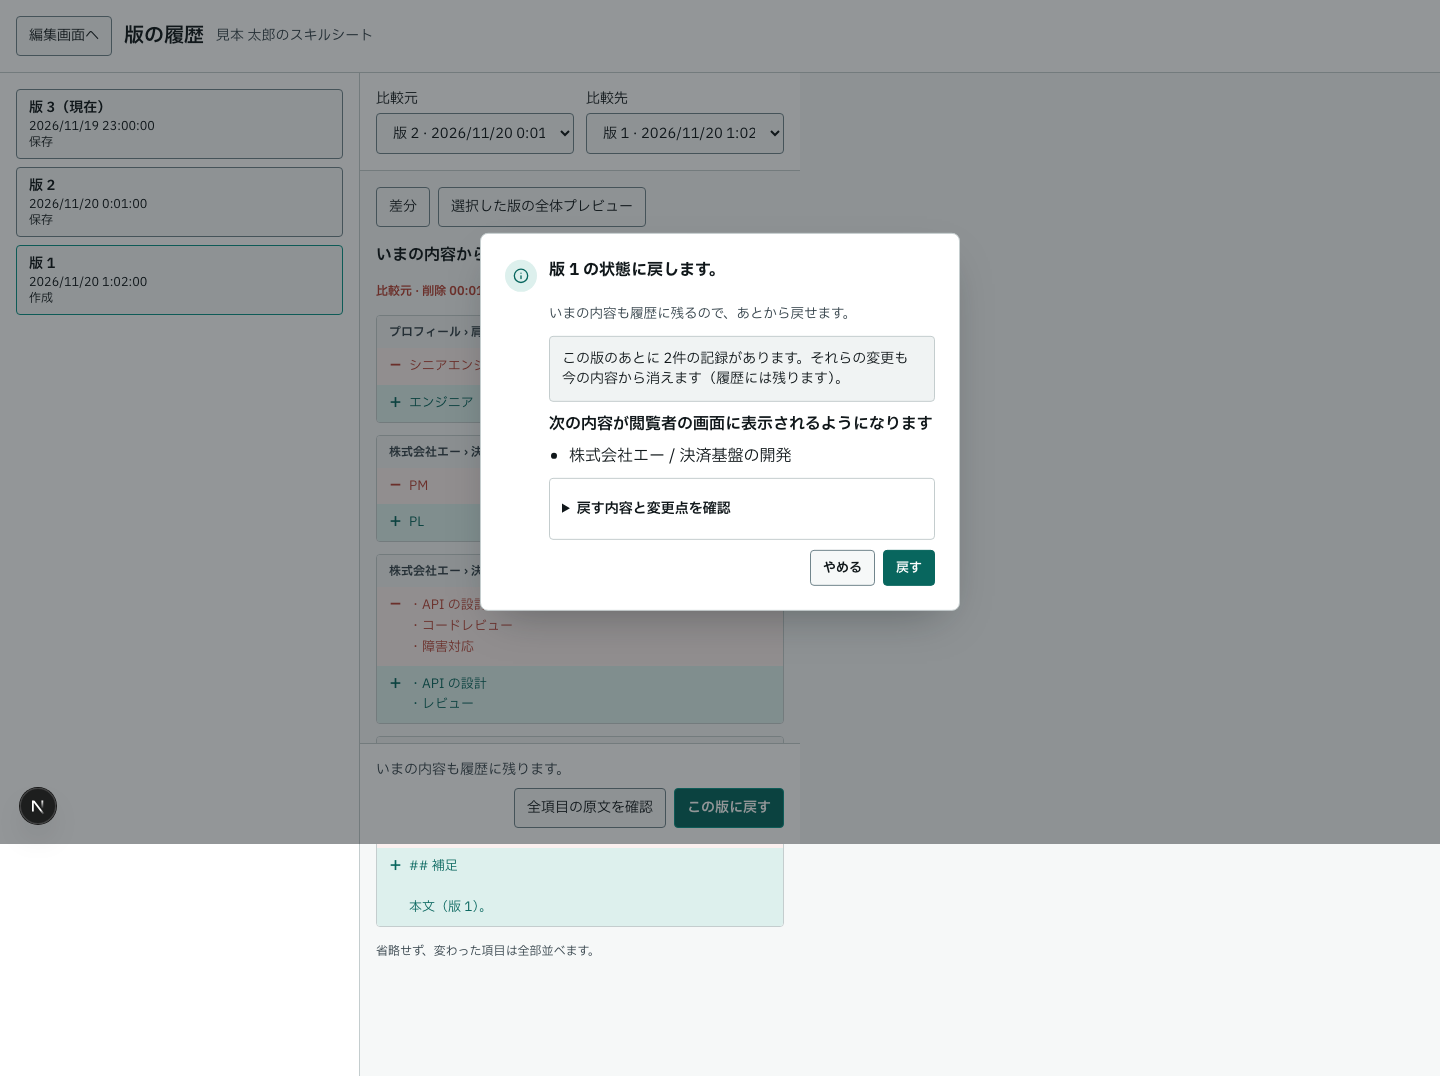 編集画面へ
版の履歴
見本 太郎のスキルシート
版 3（現在）
2026/11/19 23:00:00
保存
版 2
2026/11/20 0:01:00
保存
版 1
2026/11/20 1:02:00
作成
比較元
比較先
版 2 · 2026/11/20 0:01
版 1 · 2026/11/20 1:02
差分
選択した版の全体プレビュー
いまの内容から
比較元 · 削除 00:01
プロフィール › 肩
− シニアエンジ
+ エンジニア
株式会社エー › 決
− PM
+ PL
株式会社エー › 決
− ・API の設計
・コードレビュー
・障害対応
+ ・API の設計
・レビュー
版 1 の状態に戻します。
いまの内容も履歴に残るので、あとから戻せます。
この版のあとに 2件の記録があります。それらの変更も
今の内容から消えます（履歴には残ります）。
次の内容が閲覧者の画面に表示されるようになります
• 株式会社エー / 決済基盤の開発
▶ 戻す内容と変更点を確認
やめる
戻す
いまの内容も履歴に残ります。
全項目の原文を確認
この版に戻す
N
+ ## 補足
本文（版 1）。
省略せず、変わった項目は全部並べます。